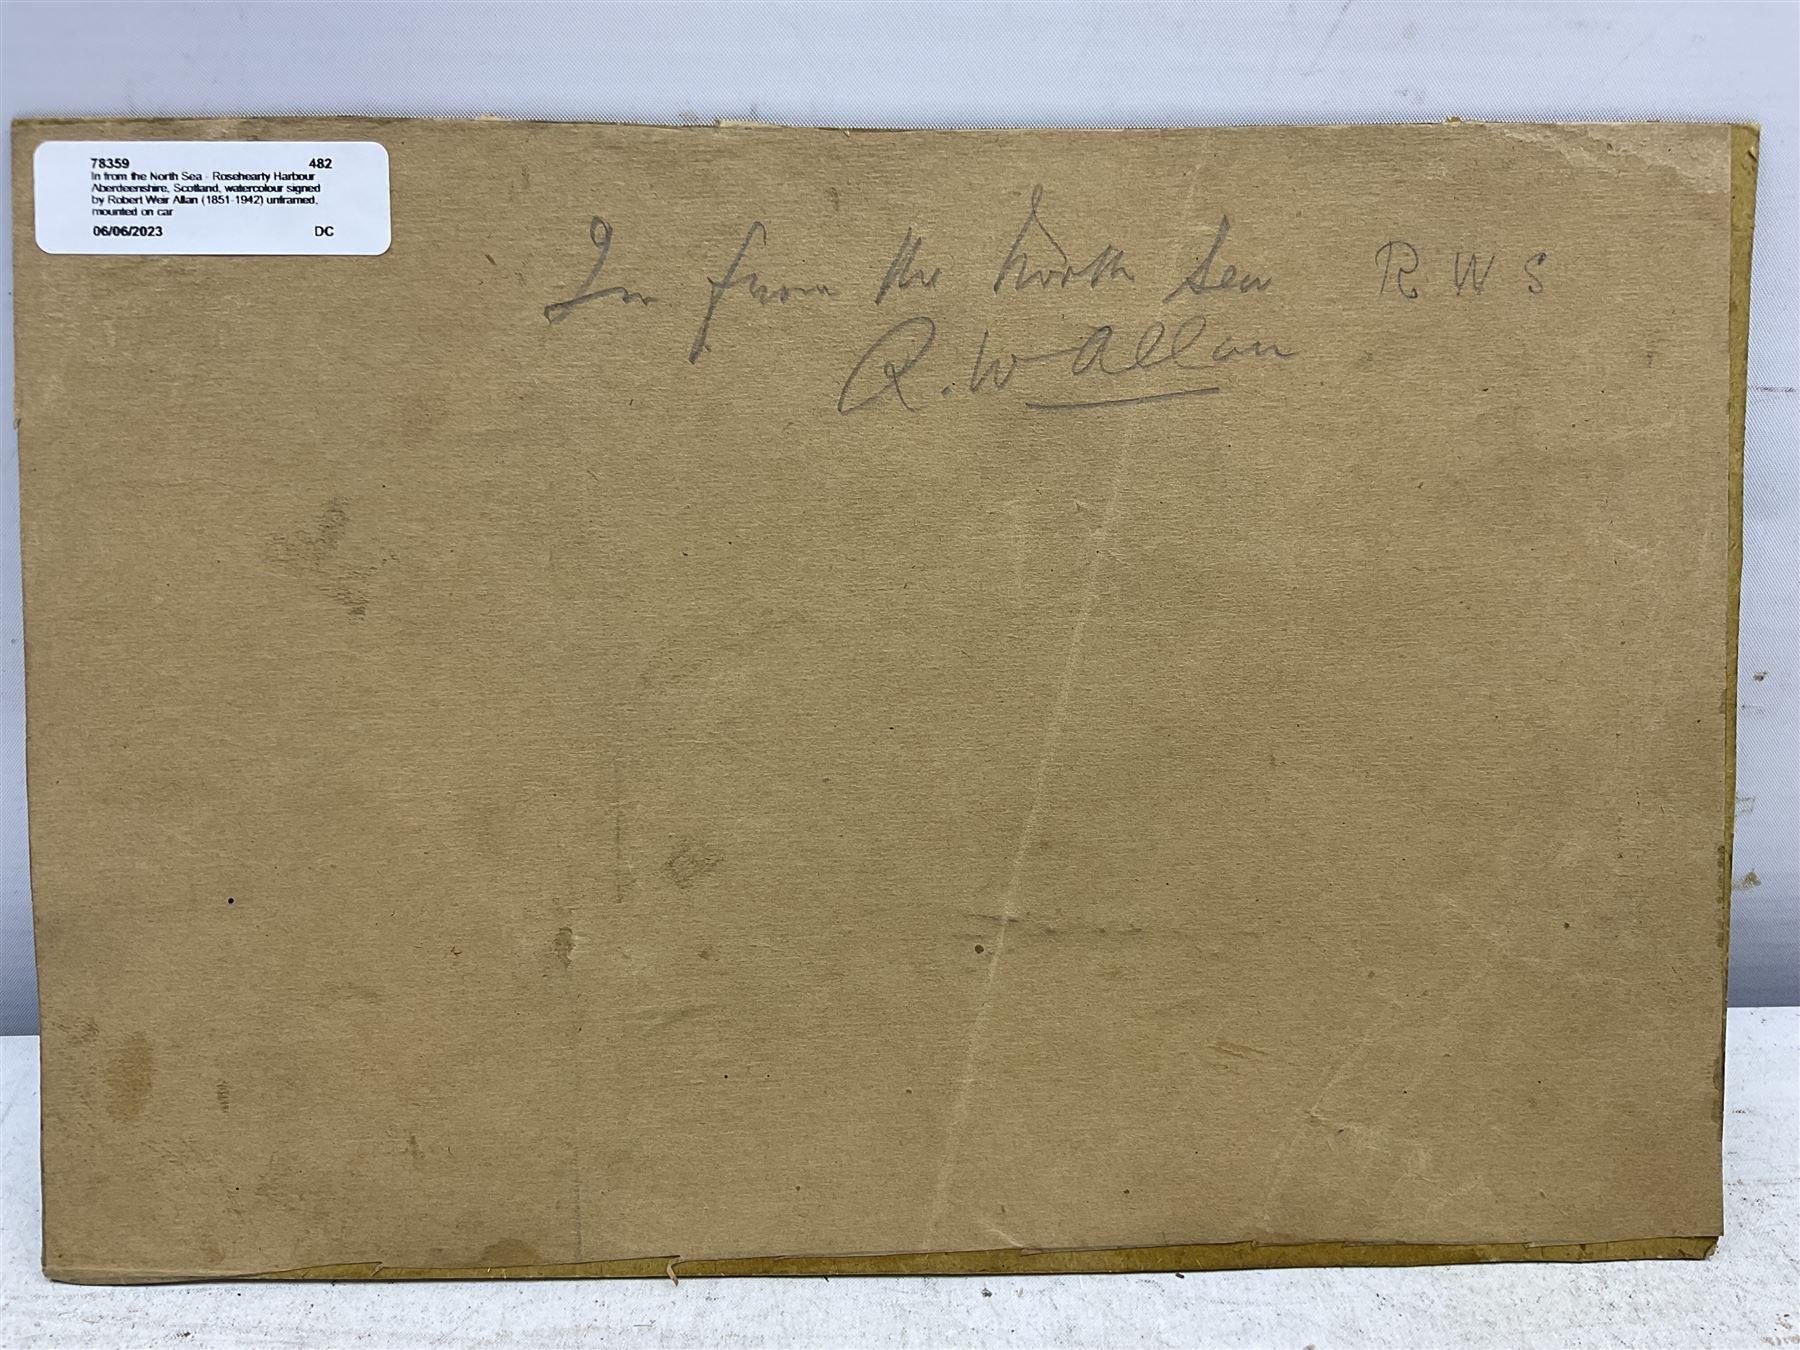 78359 482
In from the North Sea - Rosehearty Harbour
Aberdeenshire, Scotland, watercolour signed
by Robert Weir Allan (1851-1942) unframed,
mounted on car
06/06/2023 DC
In from the North Sea R W S
R. W Allan